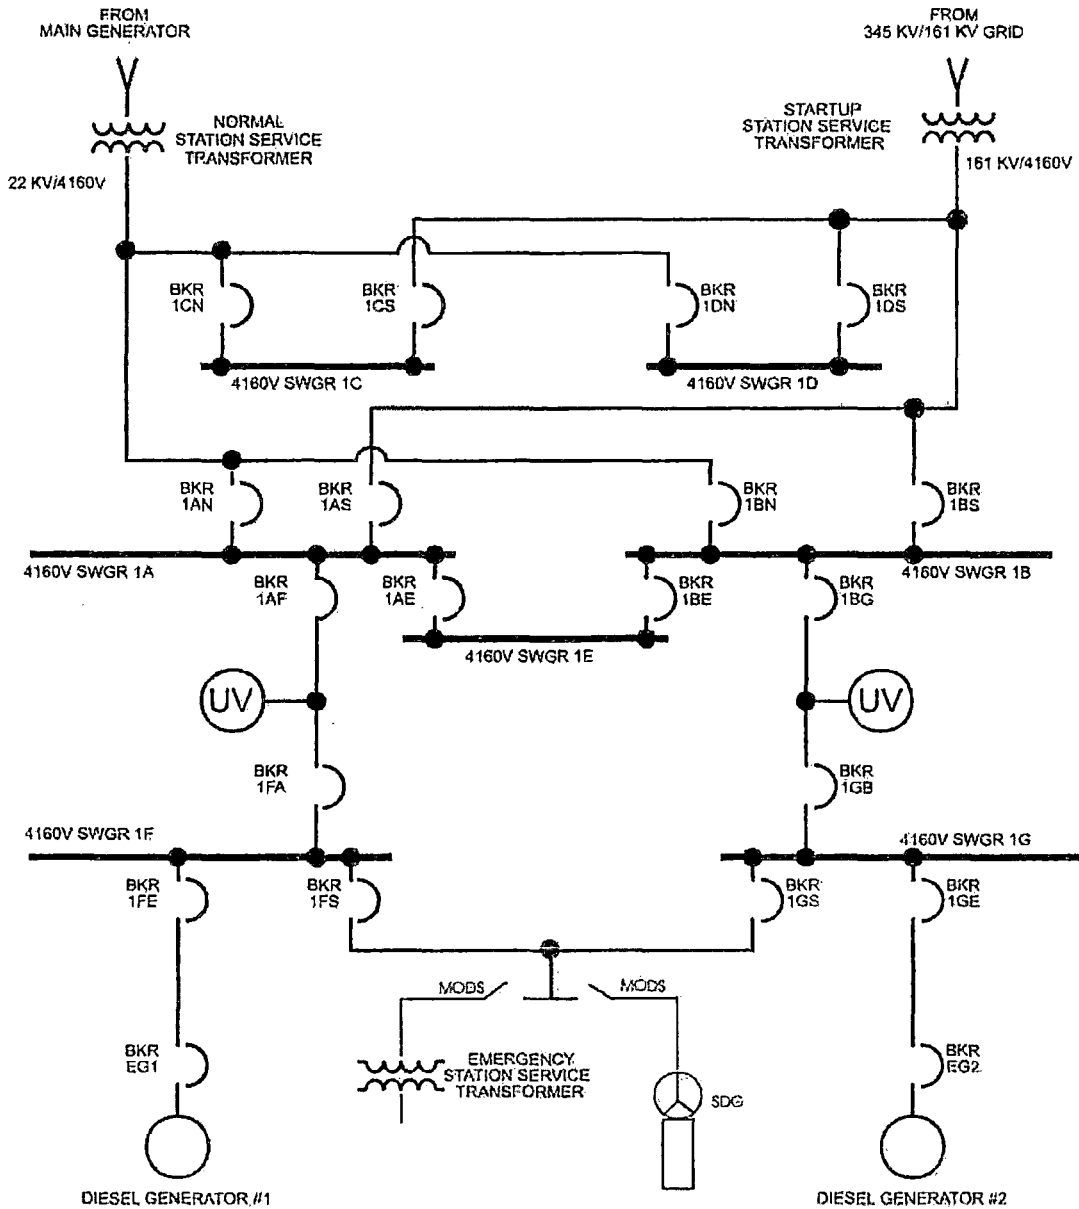 FROM
MAIN GENERATOR
FROM
345 KV/161 KV GRID
NORMAL
STATION SERVICE
TRANSFORMER
STARTUP
STATION SERVICE
TRANSFORMER
22 KV/4160V
161 KV/4160V
BKR
1CN
BKR
1CS
BKR
1DN
BKR
1DS
4160V SWGR 1C
4160V SWGR 1D
BKR
1AN
BKR
1AS
BKR
1BN
BKR
1BS
4160V SWGR 1A
4160V SWGR 1B
BKR
1AF
BKR
1AE
BKR
1BE
BKR
1BG
4160V SWGR 1E
UV
UV
BKR
1FA
BKR
1GB
4160V SWGR 1F
4160V SWGR 1G
BKR
1FE
BKR
1FS
BKR
1GS
BKR
1GE
MODS
MODS
BKR
EG1
EMERGENCY
STATION SERVICE
TRANSFORMER
SDG
BKR
EG2
DIESEL GENERATOR #1
DIESEL GENERATOR #2